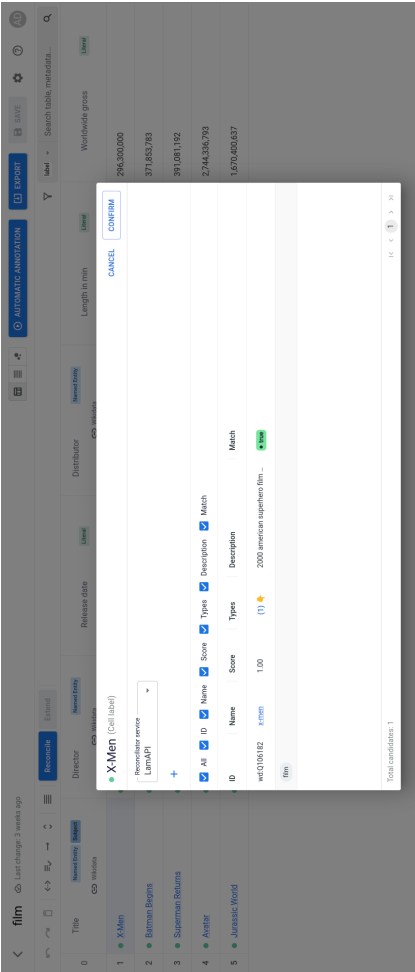 film Last change: 3 weeks ago
AUTOMATIC ANNOTATION EXPORT SAVE AD
Reconcile Extend
label Search table, metadata...
0 Title Named Entity Subject Director Named Entity Release date Literal Distributor Named Entity Length in min Literal Worldwide gross Literal
Wikidata Wikidata Wikidata
1 X-Men 296,300,000
2 Batman Begins 371,853,783
3 Superman Returns 391,081,192
4 Avatar 2,744,336,793
5 Jurassic World 1,670,400,637
X-Men (Cell label)
CANCEL CONFIRM
Reconciliator service
LamAPI
+
All ID Name Score Types Description Match
ID Name Score Types Description Match
wd:Q106182 x-men 1.00 (1) 👇 2000 american superhero film ... true
film
Total candidates: 1
1